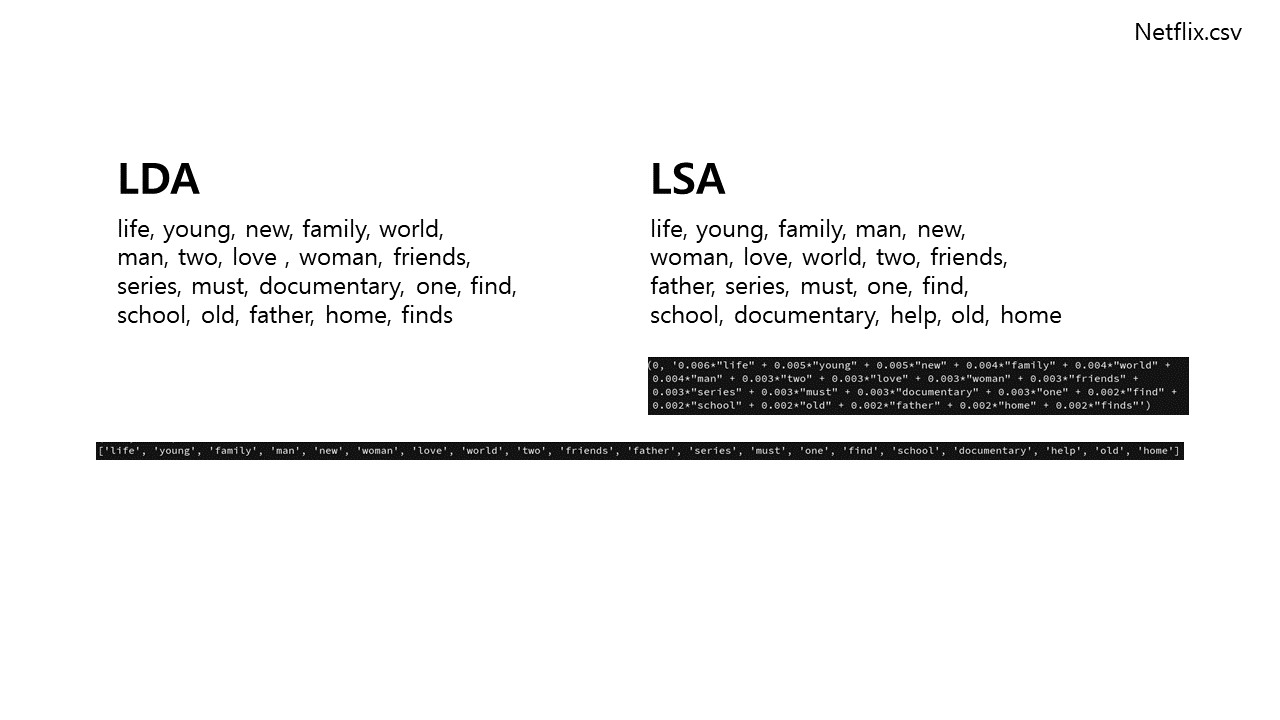 Netflix.csv
LDA
life, young, new, family, world,
man, two, love , woman, friends,
series, must, documentary, one, find,
school, old, father, home, finds
LSA
life, young, family, man, new,
woman, love, world, two, friends,
father, series, must, one, find,
school, documentary, help, old, home
(0, '0.006*"life" + 0.005*"young" + 0.005*"new" + 0.004*"family" + 0.004*"world" +
0.004*"man" + 0.003*"two" + 0.003*"love" + 0.003*"woman" + 0.003*"friends" +
0.003*"series" + 0.003*"must" + 0.003*"documentary" + 0.003*"one" + 0.002*"find" +
0.002*"school" + 0.002*"old" + 0.002*"father" + 0.002*"home" + 0.002*"finds"')
['life', 'young', 'family', 'man', 'new', 'woman', 'love', 'world', 'two', 'friends', 'father', 'series', 'must', 'one', 'find', 'school', 'documentary', 'help', 'old', 'home']